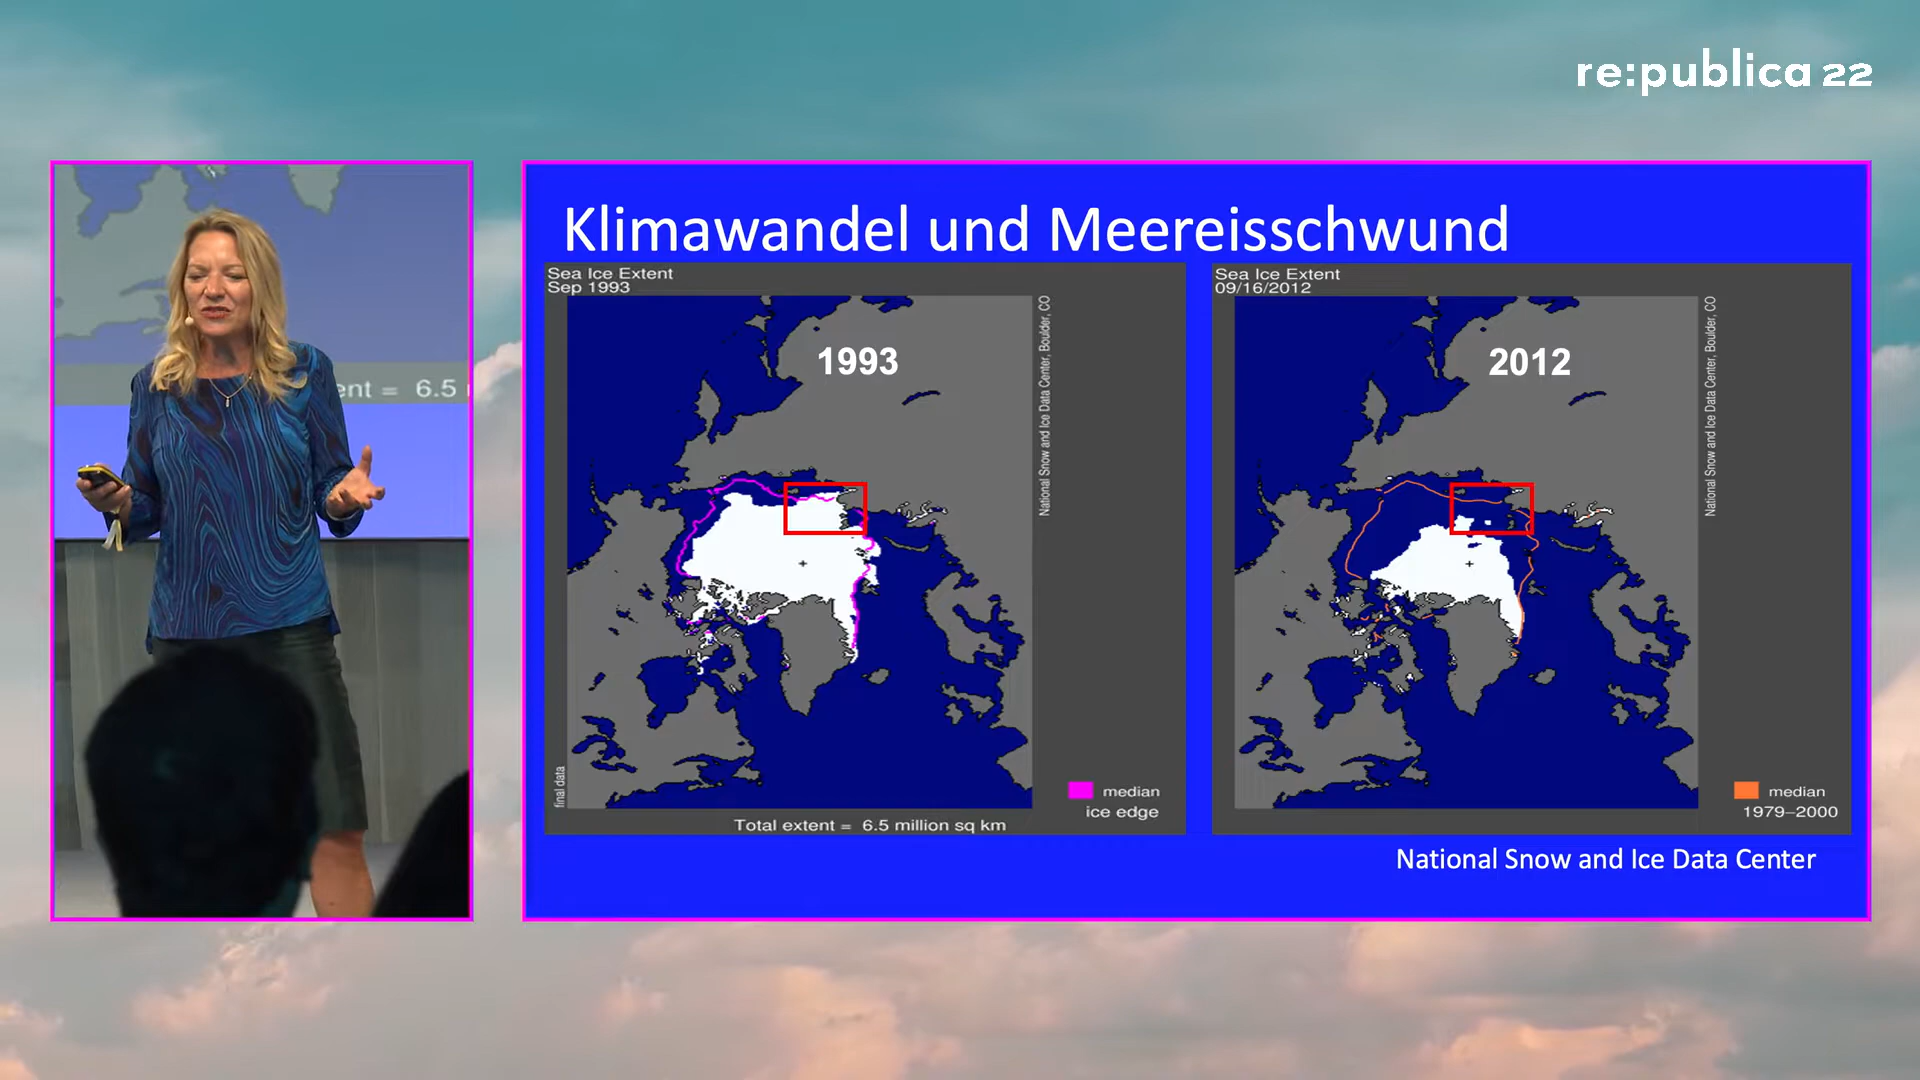 re:publica 22
ent = 6.5
Klimawandel und Meereisschwund
Sea Ice Extent
Sep 1993
1993
National Snow and Ice Data Center, Boulder, CO
final data
median
ice edge
Total extent = 6.5 million sq km
Sea Ice Extent
09/16/2012
2012
National Snow and Ice Data Center, Boulder, CO
median
1979–2000
National Snow and Ice Data Center